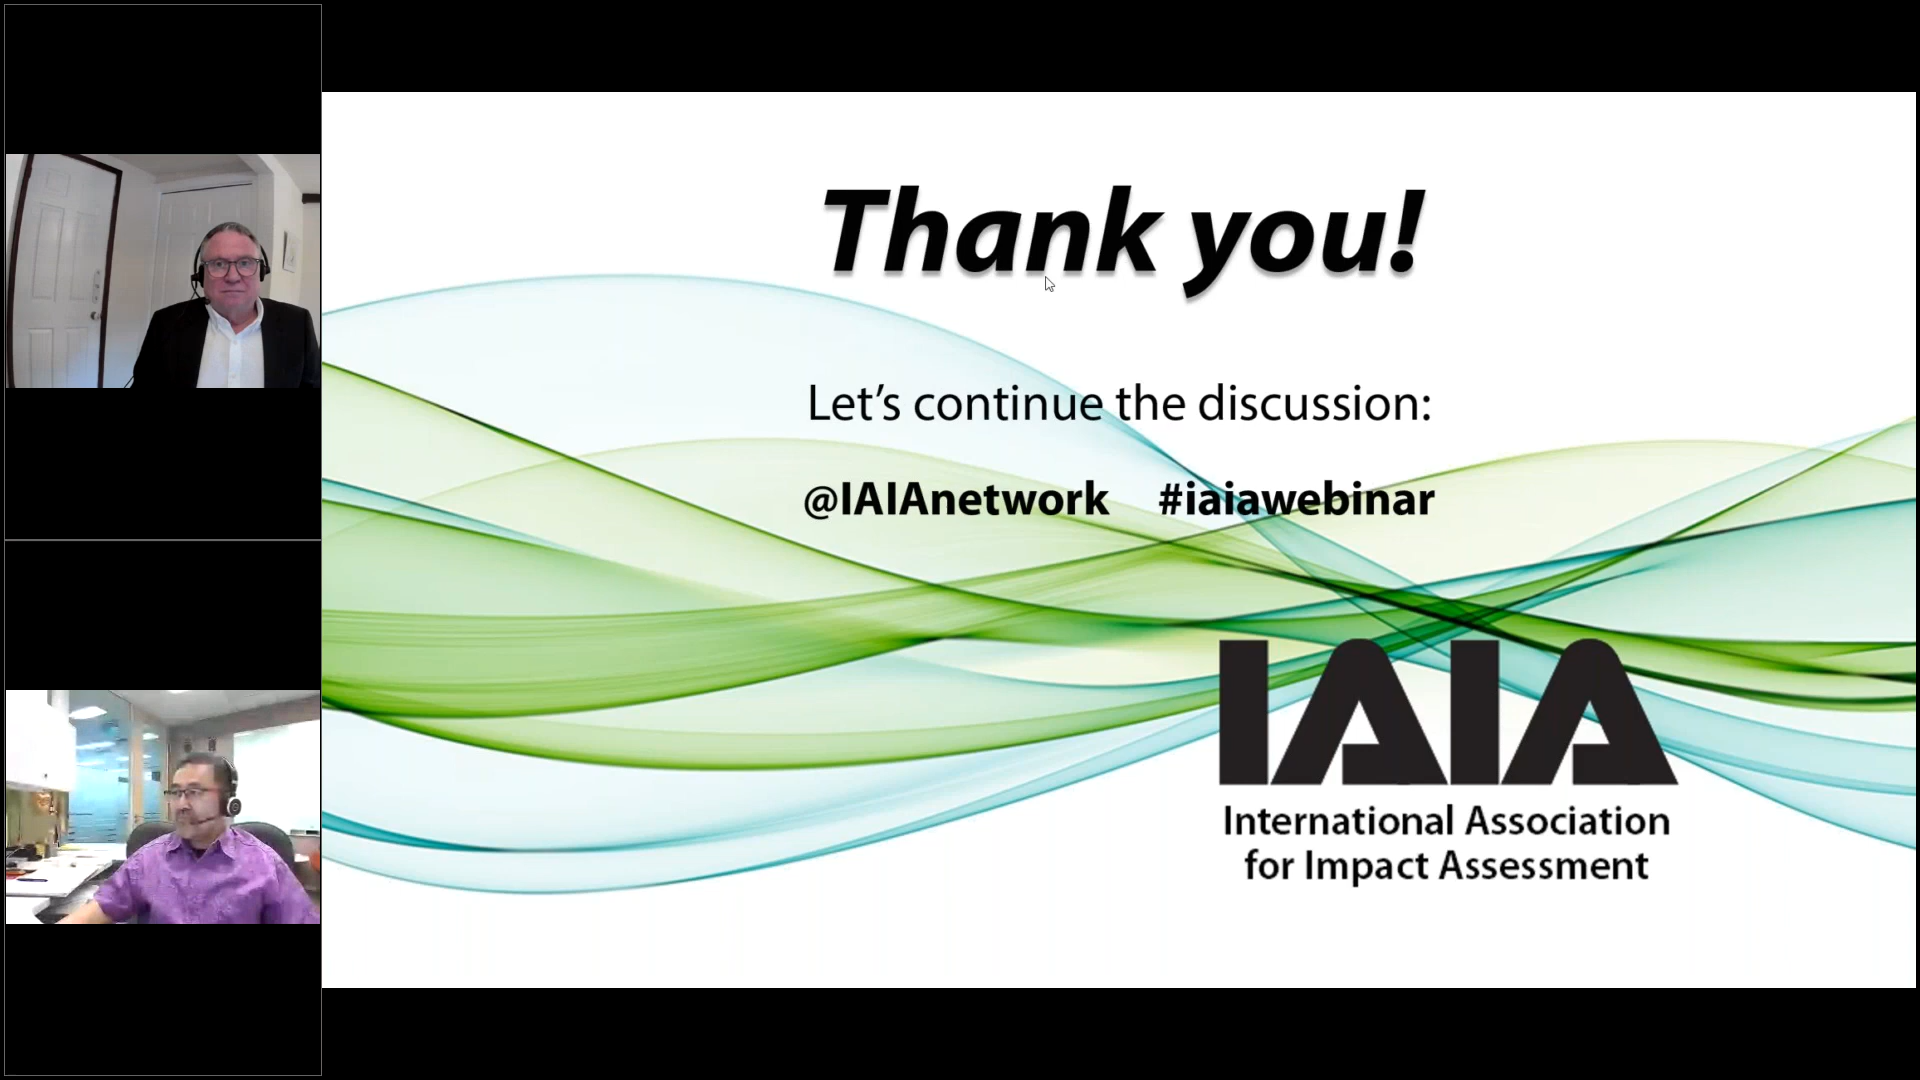 Thank you!
Let’s continue the discussion:
@IAIAnetwork #iaiawebinar
IAIA
International Association
for Impact Assessment